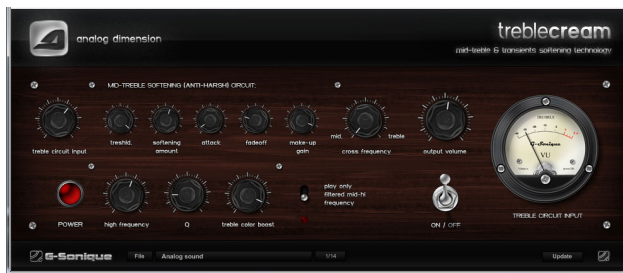 analog dimension
treblecream
mid-treble & transients softening technology
MID-TREBLE SOFTENING (ANTI-HARSH) CIRCUIT:
treble circuit input
treshld.
softening amount
attack
fadeoff
make-up gain
mid.
treble
cross frequency
output volume
DECIBELS
G-Sonique
VU
TREBLE CIRCUIT INPUT
POWER
high frequency
Q
treble color boost
play only
filtered mid-hi
frequency
ON / OFF
G-Sonique
File
Analog sound
1/14
Update